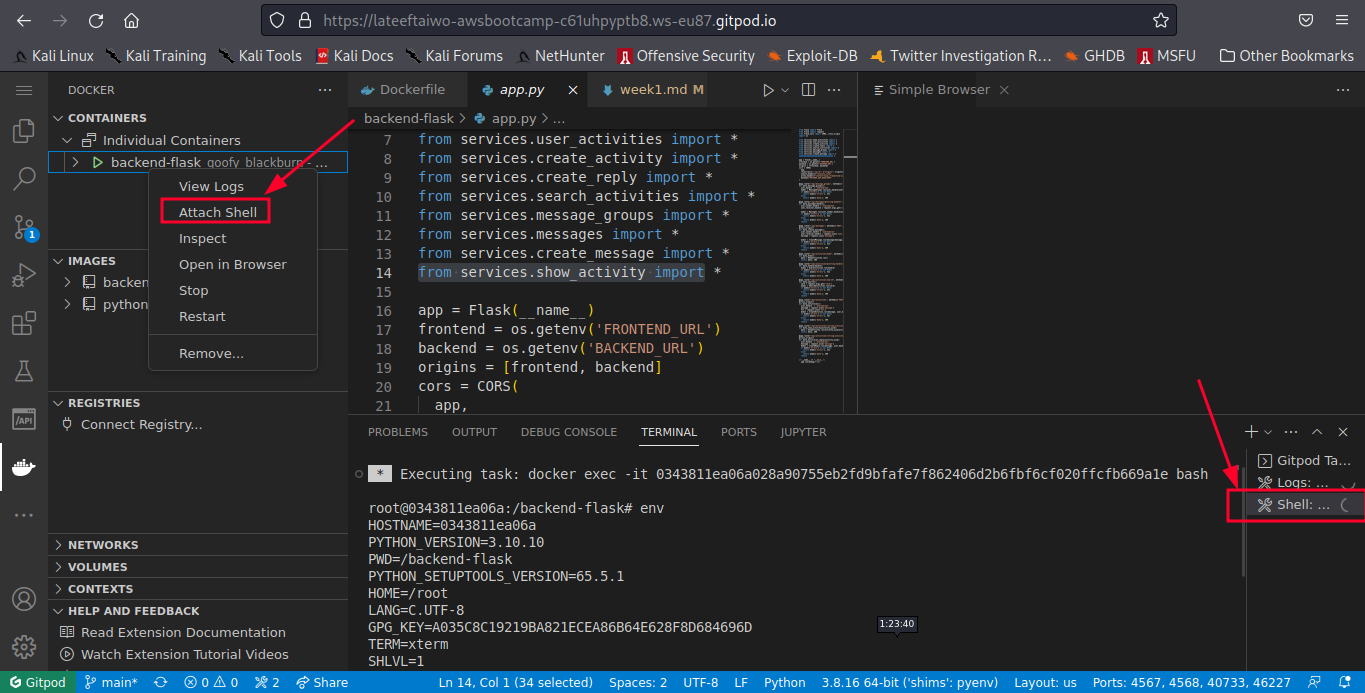 https://lateeftaiwo-awsbootcamp-c61uhpyptb8.ws-eu87.gitpod.io
Kali Linux Kali Training Kali Tools Kali Docs Kali Forums NetHunter Offensive Security Exploit-DB Twitter Investigation R... GHDB MSFU Other Bookmarks
DOCKER
CONTAINERS
Individual Containers
backend-flask goofy_blackburn - ...
View Logs
Attach Shell
Inspect
Open in Browser
Stop
Restart
Remove...
IMAGES
backen
python
REGISTRIES
Connect Registry...
NETWORKS
VOLUMES
CONTEXTS
HELP AND FEEDBACK
Read Extension Documentation
Watch Extension Tutorial Videos
1
API
Dockerfile app.py week1.md M
backend-flask > app.py > ...
7 from services.user_activities import *
8 from services.create_activity import *
9 from services.create_reply import *
10 from services.search_activities import *
11 from services.message_groups import *
12 from services.messages import *
13 from services.create_message import *
14 from services.show_activity import *
15
16 app = Flask(__name__)
17 frontend = os.getenv('FRONTEND_URL')
18 backend = os.getenv('BACKEND_URL')
19 origins = [frontend, backend]
20 cors = CORS(
21 app,
Simple Browser
PROBLEMS OUTPUT DEBUG CONSOLE TERMINAL PORTS JUPYTER
* Executing task: docker exec -it 0343811ea06a028a90755eb2fd9bfafe7f862406d2b6fbf6cf020ffcfb669a1e bash
root@0343811ea06a:/backend-flask# env
HOSTNAME=0343811ea06a
PYTHON_VERSION=3.10.10
PWD=/backend-flask
PYTHON_SETUPTOOLS_VERSION=65.5.1
HOME=/root
LANG=C.UTF-8
GPG_KEY=A035C8C19219BA821ECEA86B64E628F8D684696D
TERM=xterm
SHLVL=1
1:23:40
Gitpod Ta...
Logs: ...
Shell: ...
Gitpod main* 0 0 2 Share Ln 14, Col 1 (34 selected) Spaces: 2 UTF-8 LF Python 3.8.16 64-bit ('shims': pyenv) Layout: us Ports: 4567, 4568, 40733, 46227